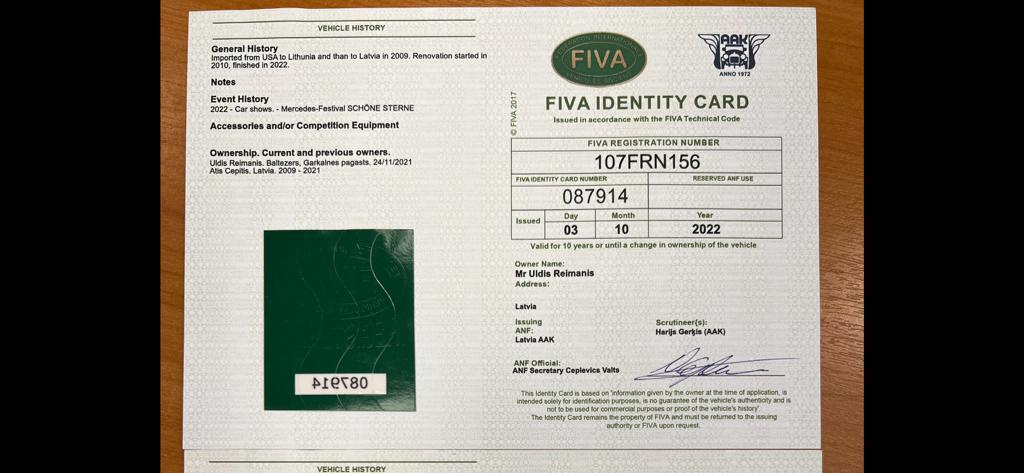 VEHICLE HISTORY
General History
Imported from USA to Lithunia and than to Latvia in 2009. Renovation started in
2010, finished in 2022.
Notes
Event History
2022 - Car shows. - Mercedes-Festival SCHÖNE STERNE
Accessories and/or Competition Equipment
Ownership. Current and previous owners.
Uldis Reimanis. Baltezers, Garkalnes pagasts. 24/11/2021
Atis Cepitis. Latvia. 2009 - 2021
087914
FIVA
AAK
ANNO 1972
© FIVA 2017
FIVA IDENTITY CARD
Issued in accordance with the FIVA Technical Code
FIVA REGISTRATION NUMBER
107FRN156
FIVA IDENTITY CARD NUMBER
RESERVED ANF USE
087914
Issued
Day
Month
Year
03
10
2022
Valid for 10 years or until a change in ownership of the vehicle
Owner Name:
Mr Uldis Reimanis
Address:
Latvia
Issuing
ANF:
Latvia AAK
Scrutineer(s):
Harijs Gerķis (AAK)
ANF Official:
ANF Secretary Ceplevics Valts
This Identity Card is based on 'information given by the owner at the time of application, is
intended solely for identification purposes, is no guarantee of the vehicle's authenticity and is
not to be used for commercial purposes or proof of the vehicle's history'.
The Identity Card remains the property of FIVA and must be returned to the issuing
authority or FIVA upon request.
VEHICLE HISTORY